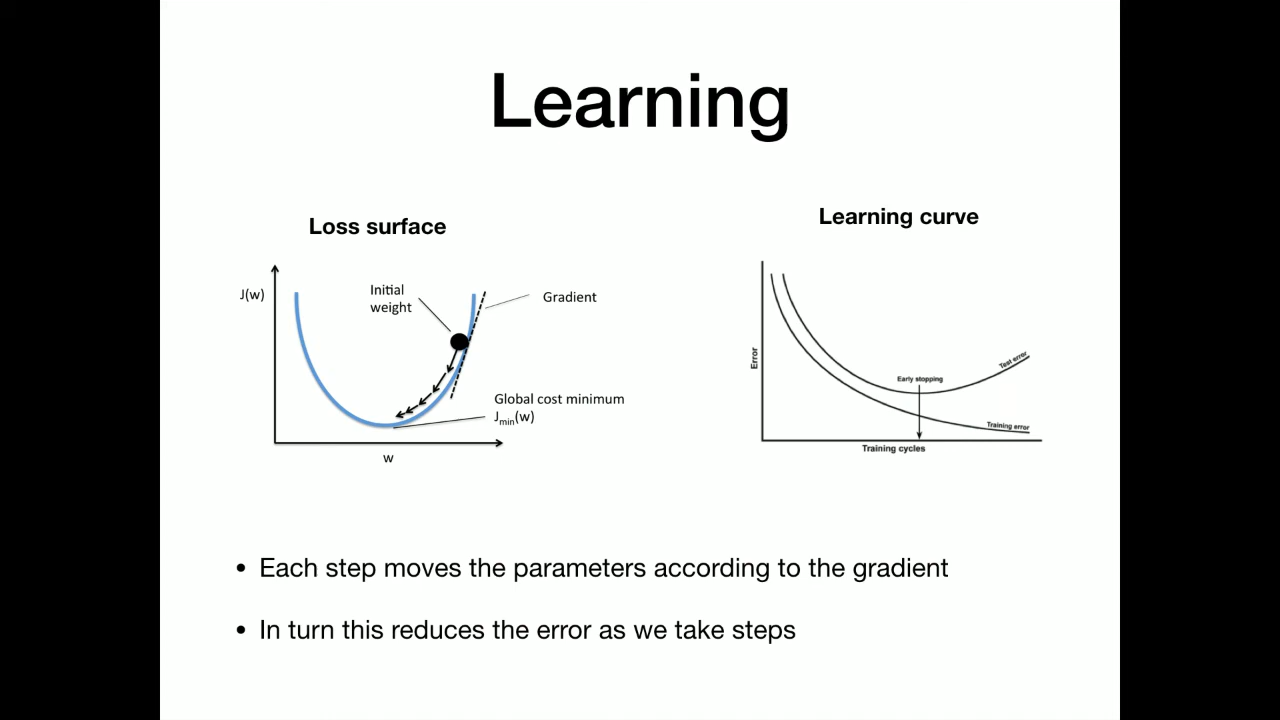 Learning
Loss surface
J(w)
Initial
weight
Gradient
Global cost minimum
Jmin(w)
w
Learning curve
Error
Early stopping
Test error
Training error
Training cycles
• Each step moves the parameters according to the gradient
• In turn this reduces the error as we take steps